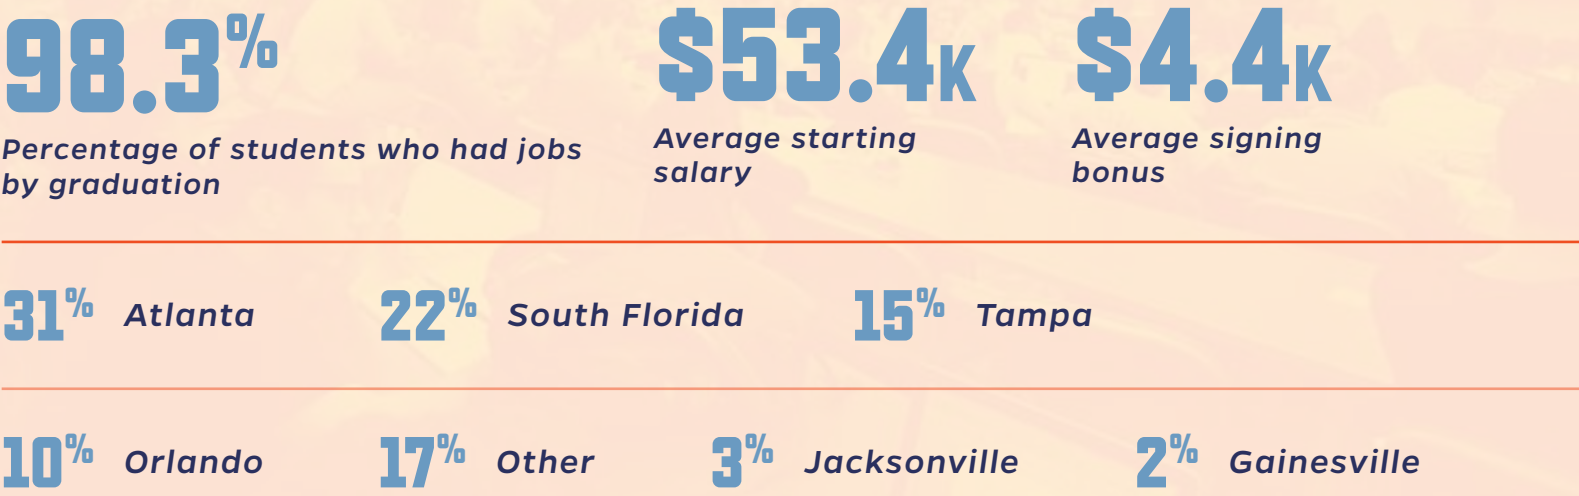 98.3%
Percentage of students who had jobs
by graduation
$53.4K
Average starting
salary
$4.4K
Average signing
bonus
31% Atlanta
22% South Florida
15% Tampa
10% Orlando
17% Other
3% Jacksonville
2% Gainesville